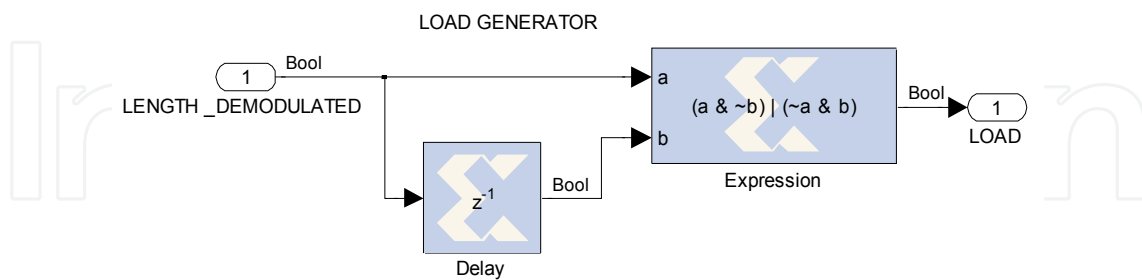 LOAD GENERATOR
Bool
1
LENGTH _DEMODULATED
a
b
(a & ~b) | (~a & b)
Expression
Bool
1
LOAD
z-1
Bool
Delay